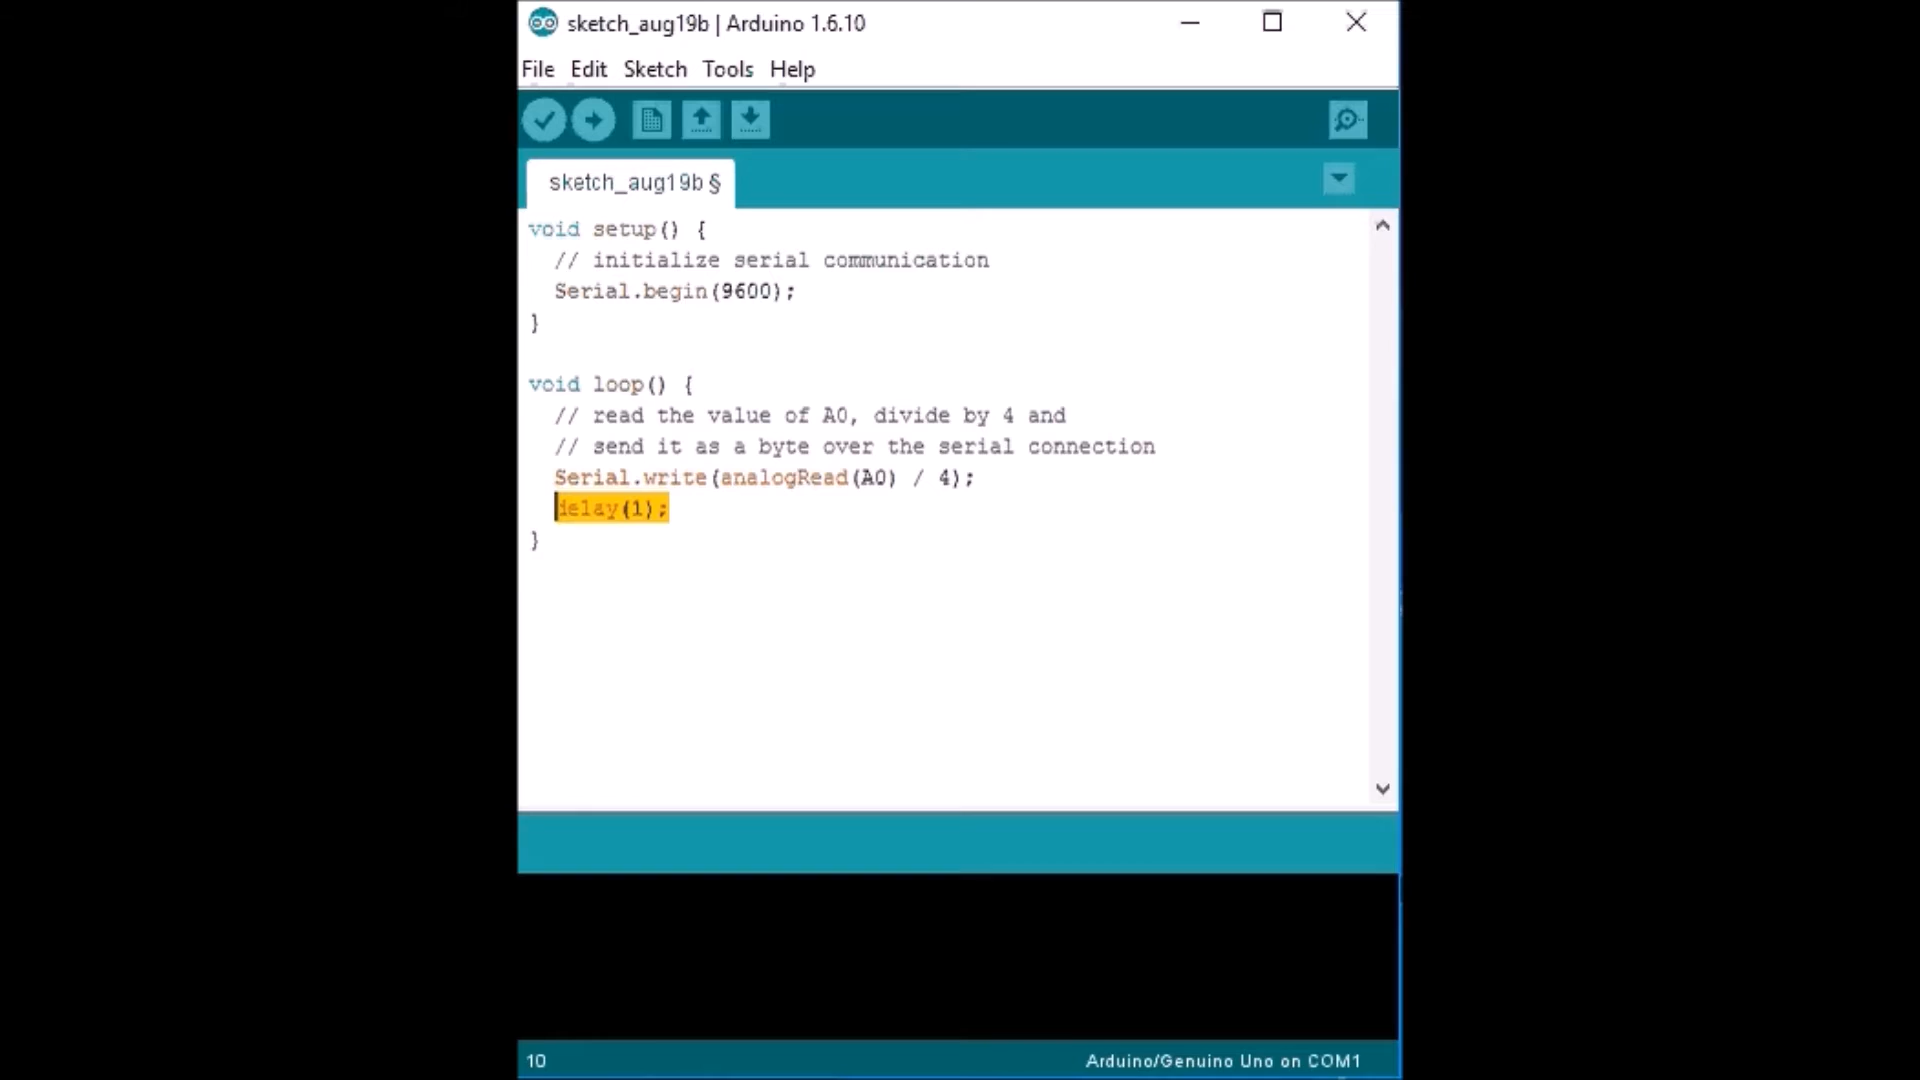 sketch_aug19b | Arduino 1.6.10
File Edit Sketch Tools Help
sketch_aug19b §
void setup() {
// initialize serial communication
Serial.begin(9600);
}
void loop() {
// read the value of A0, divide by 4 and
// send it as a byte over the serial connection
Serial.write(analogRead(A0) / 4);
delay(1);
}
10
Arduino/Genuino Uno on COM1